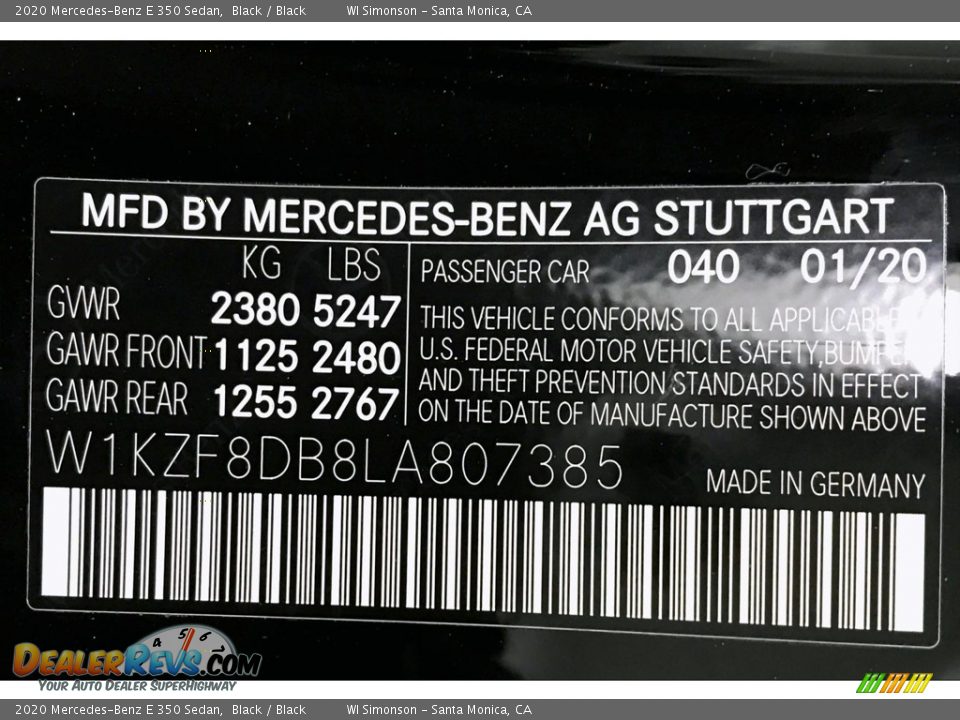 2020 Mercedes-Benz E 350 Sedan, Black / Black WI Simonson - Santa Monica, CA
MFD BY MERCEDES-BENZ AG STUTTGART
KG LBS
GVWR 2380 5247
GAWR FRONT 1125 2480
GAWR REAR 1255 2767
PASSENGER CAR 040 01/20
THIS VEHICLE CONFORMS TO ALL APPLICABLE
U.S. FEDERAL MOTOR VEHICLE SAFETY, BUMPER,
AND THEFT PREVENTION STANDARDS IN EFFECT
ON THE DATE OF MANUFACTURE SHOWN ABOVE
W1KZF8DB8LA807385
MADE IN GERMANY
4 5 6
DEALERREVS.COM
YOUR AUTO DEALER SUPERHIGHWAY
2020 Mercedes-Benz E 350 Sedan, Black / Black WI Simonson - Santa Monica, CA